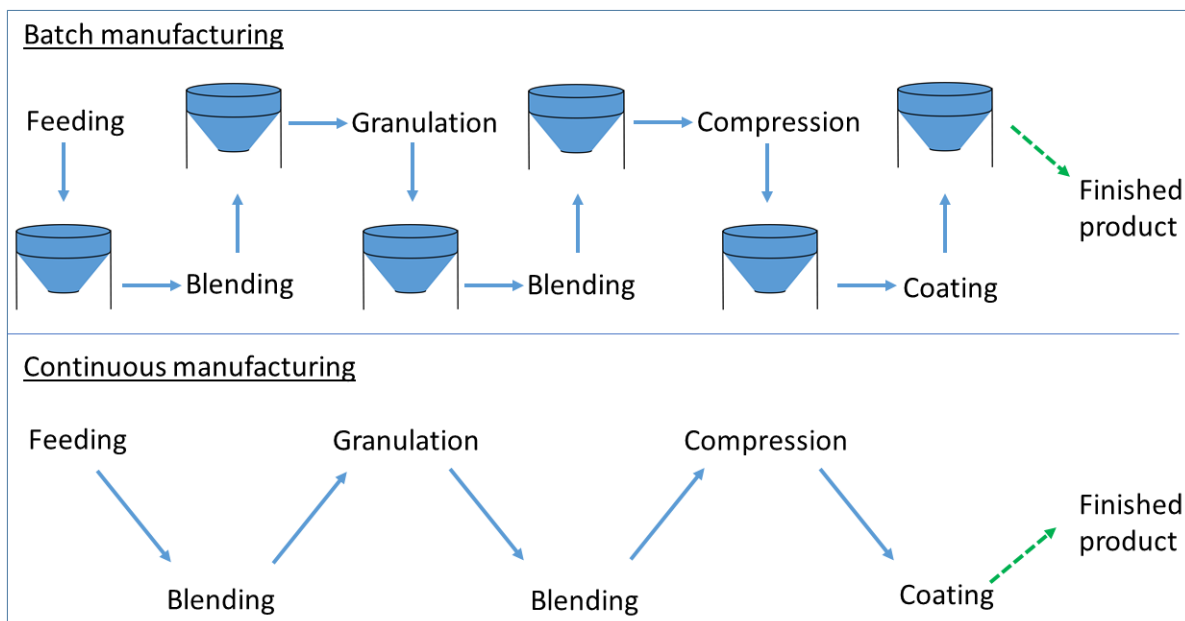 Batch manufacturing
Feeding
Granulation
Compression
Finished
product
Blending
Blending
Coating
Continuous manufacturing
Feeding
Granulation
Compression
Finished
product
Blending
Blending
Coating